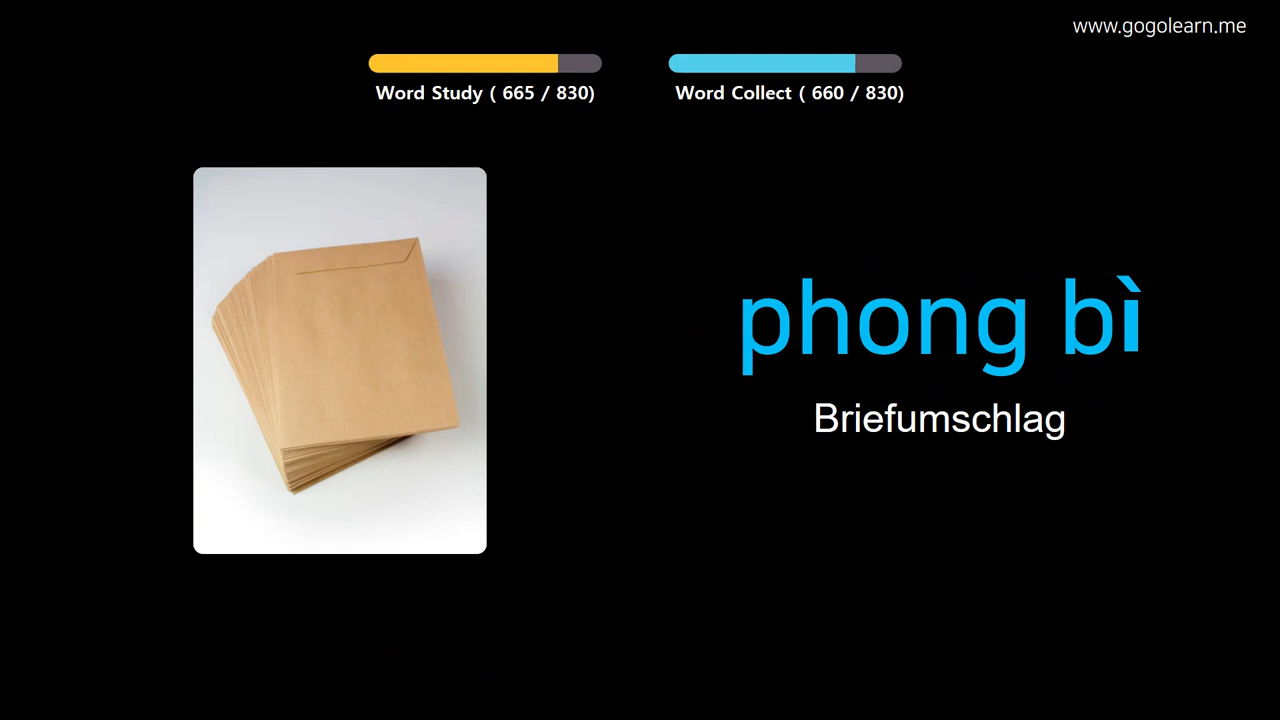 www.gogolearn.me
Word Study ( 665 / 830)
Word Collect ( 660 / 830)
phong bì
Briefumschlag